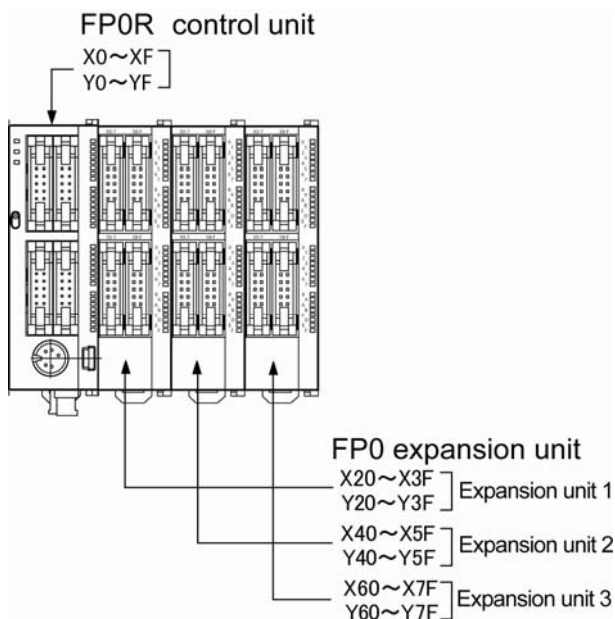 FP0R control unit
X0～XF
Y0～YF
FP0 expansion unit
X20～X3F
Y20～Y3F
Expansion unit 1
X40～X5F
Y40～Y5F
Expansion unit 2
X60～X7F
Y60～Y7F
Expansion unit 3